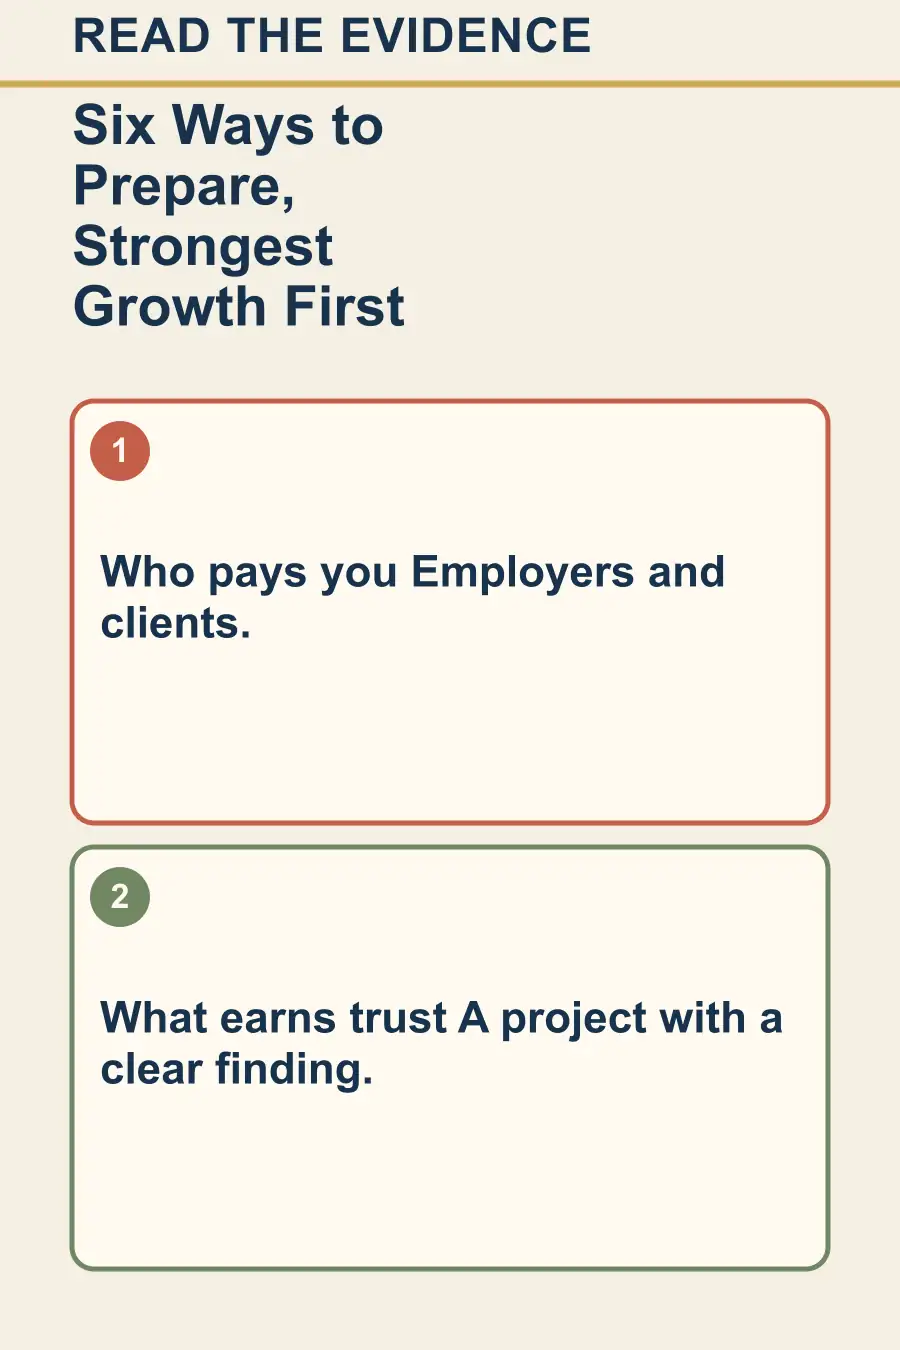 READ THE EVIDENCE
Six Ways to
Prepare,
Strongest
Growth First
1
Who pays you Employers and
clients.
2
What earns trust A project with a
clear finding.